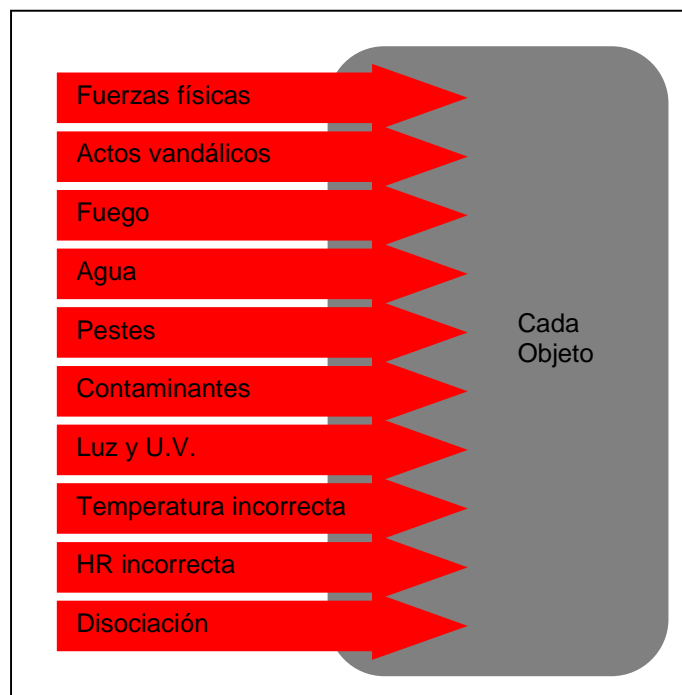 Fuerzas físicas
Actos vandálicos
Fuego
Agua
Pestes
Contaminantes
Luz y U.V.
Temperatura incorrecta
HR incorrecta
Disociación
Cada
Objeto